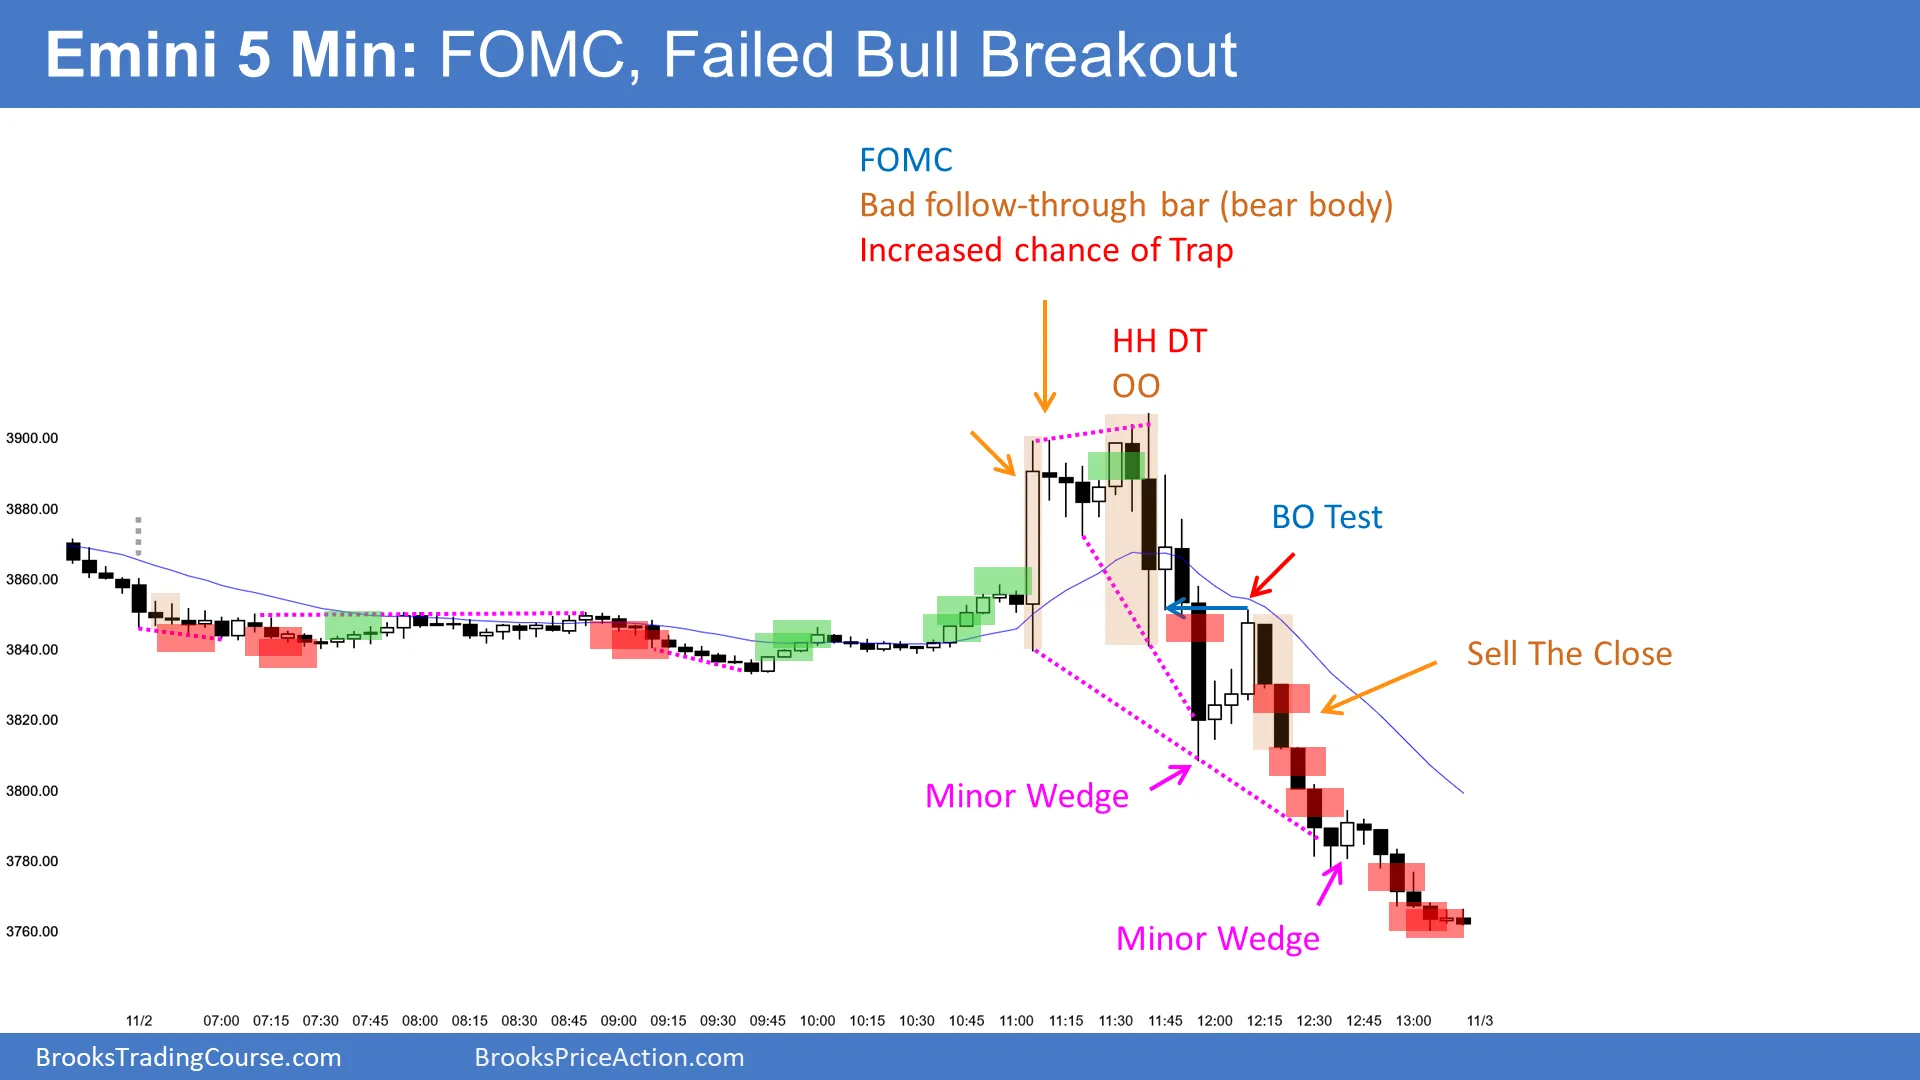 Emini 5 Min: FOMC, Failed Bull Breakout
FOMC
Bad follow-through bar (bear body)
Increased chance of Trap
HH DT
OO
BO Test
Sell The Close
Minor Wedge
Minor Wedge
3900.00
3880.00
3860.00
3840.00
3820.00
3800.00
3780.00
3760.00
11/2 07:00 07:15 07:30 07:45 08:00 08:15 08:30 08:45 09:00 09:15 09:30 09:45 10:00 10:15 10:30 10:45 11:00 11:15 11:30 11:45 12:00 12:15 12:30 12:45 13:00 11/3
BrooksTradingCourse.com BrooksPriceAction.com